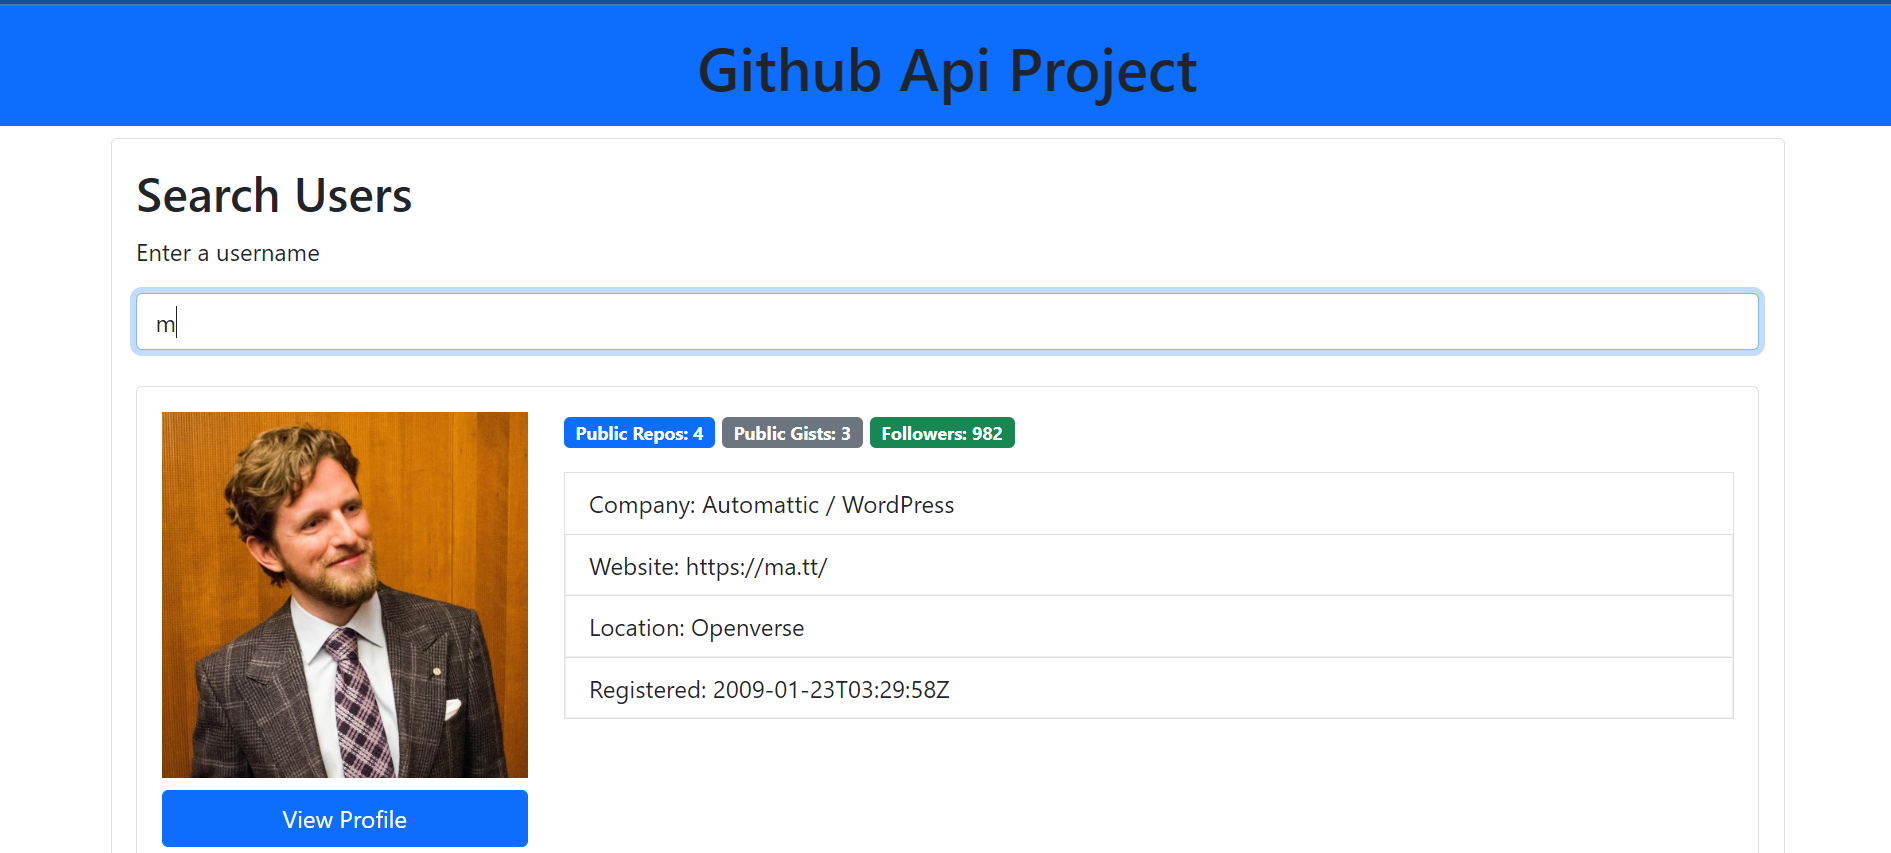 Github Api Project
Search Users
Enter a username
m
Public Repos: 4 Public Gists: 3 Followers: 982
Company: Automattic / WordPress
Website: https://ma.tt/
Location: Openverse
Registered: 2009-01-23T03:29:58Z
View Profile